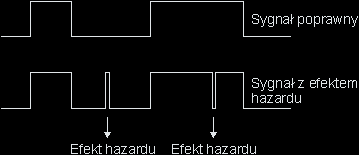 Sygnał poprawny
Sygnał z efektem
hazardu
Efekt hazardu
Efekt hazardu